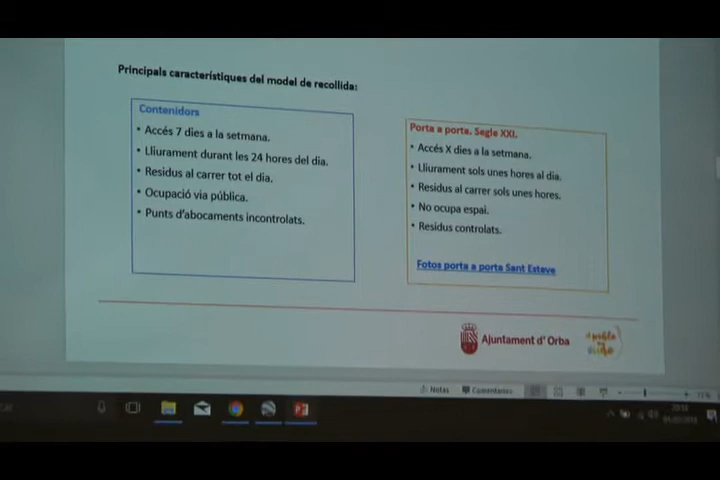 Principals característiques del model de recollida:
Contenidors
• Accés 7 dies a la setmana.
• Lliurament durant les 24 hores del dia.
• Residus al carrer tot el dia.
• Ocupació via pública.
• Punts d'abocaments incontrolats.
Porta a porta. Segle XXI.
• Accés X dies a la setmana.
• Lliurament sols unes hores al dia.
• Residus al carrer sols unes hores.
• No ocupa espai.
• Residus controlats.
Fotos porta a porta Sant Esteve
Ajuntament d'Orba
Notas
Comentarios